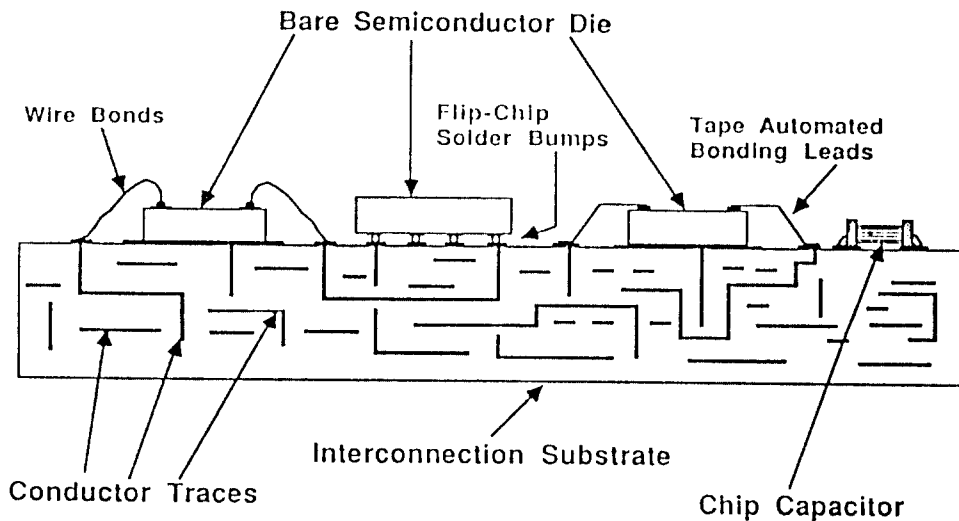 Bare Semiconductor Die
Wire Bonds
Flip-Chip
Solder Bumps
Tape Automated
Bonding Leads
Interconnection Substrate
Conductor Traces
Chip Capacitor